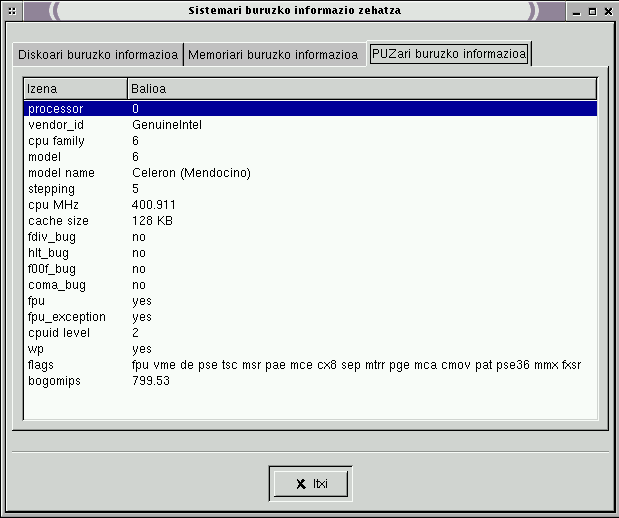 Sistemari buruzko informazio zehatza
Diskoari buruzko informazioa Memoriari buruzko informazioa PUZari buruzko informazioa
Izena Balioa
processor 0
vendor_id GenuineIntel
cpu family 6
model 6
model name Celeron (Mendocino)
stepping 5
cpu MHz 400.911
cache size 128 KB
fdiv_bug no
hlt_bug no
f00f_bug no
coma_bug no
fpu yes
fpu_exception yes
cpuid level 2
wp yes
flags fpu vme de pse tsc msr pae mce cx8 sep mtrr pge mca cmov pat pse36 mmx fxsr
bogomips 799.53
Itxi